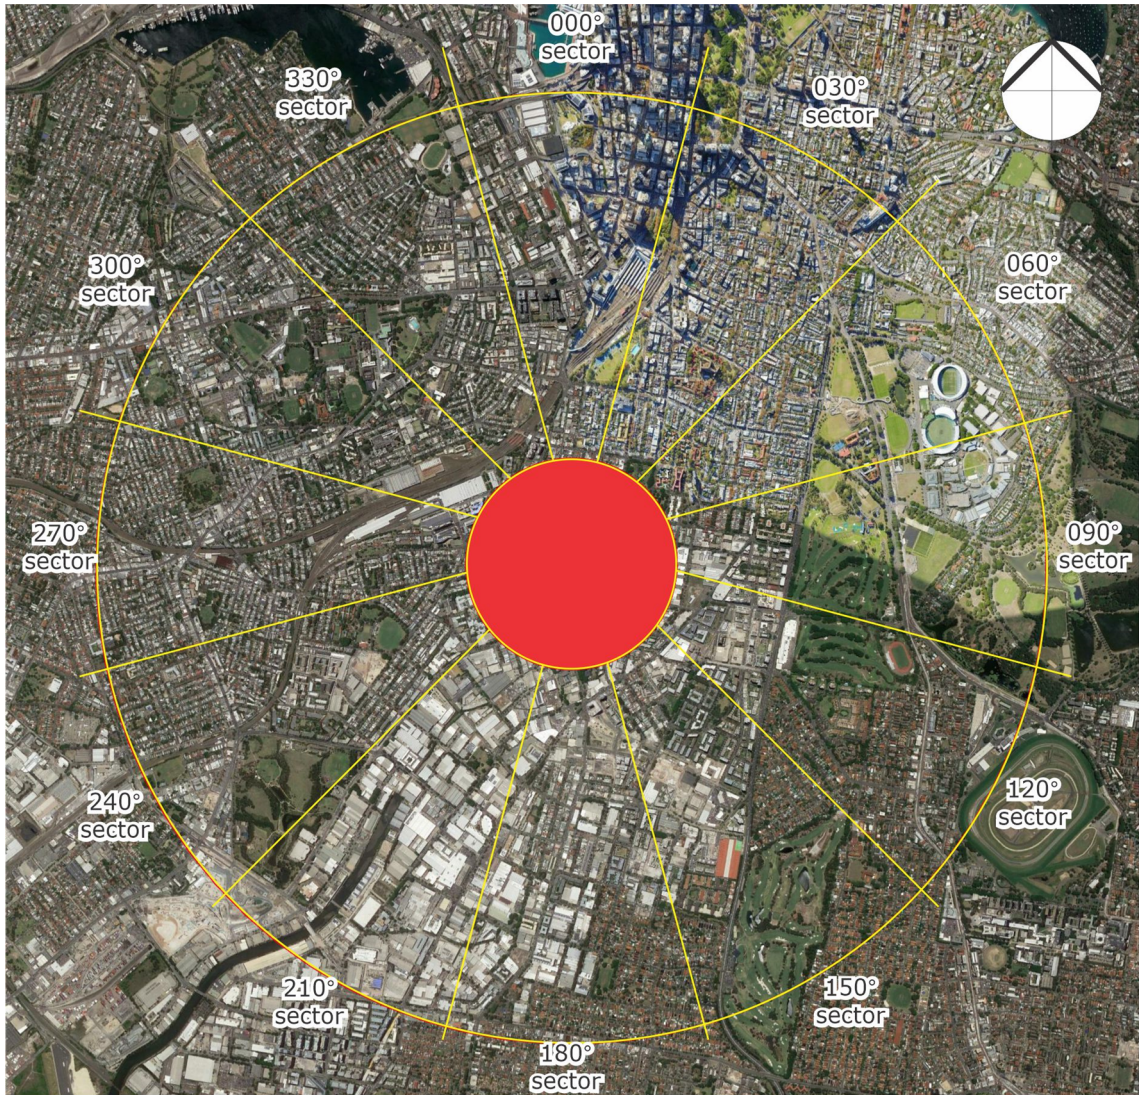 000°
sector
330°
sector
030°
sector
300°
sector
060°
sector
270°
sector
090°
sector
240°
sector
120°
sector
210°
sector
150°
sector
180°
sector